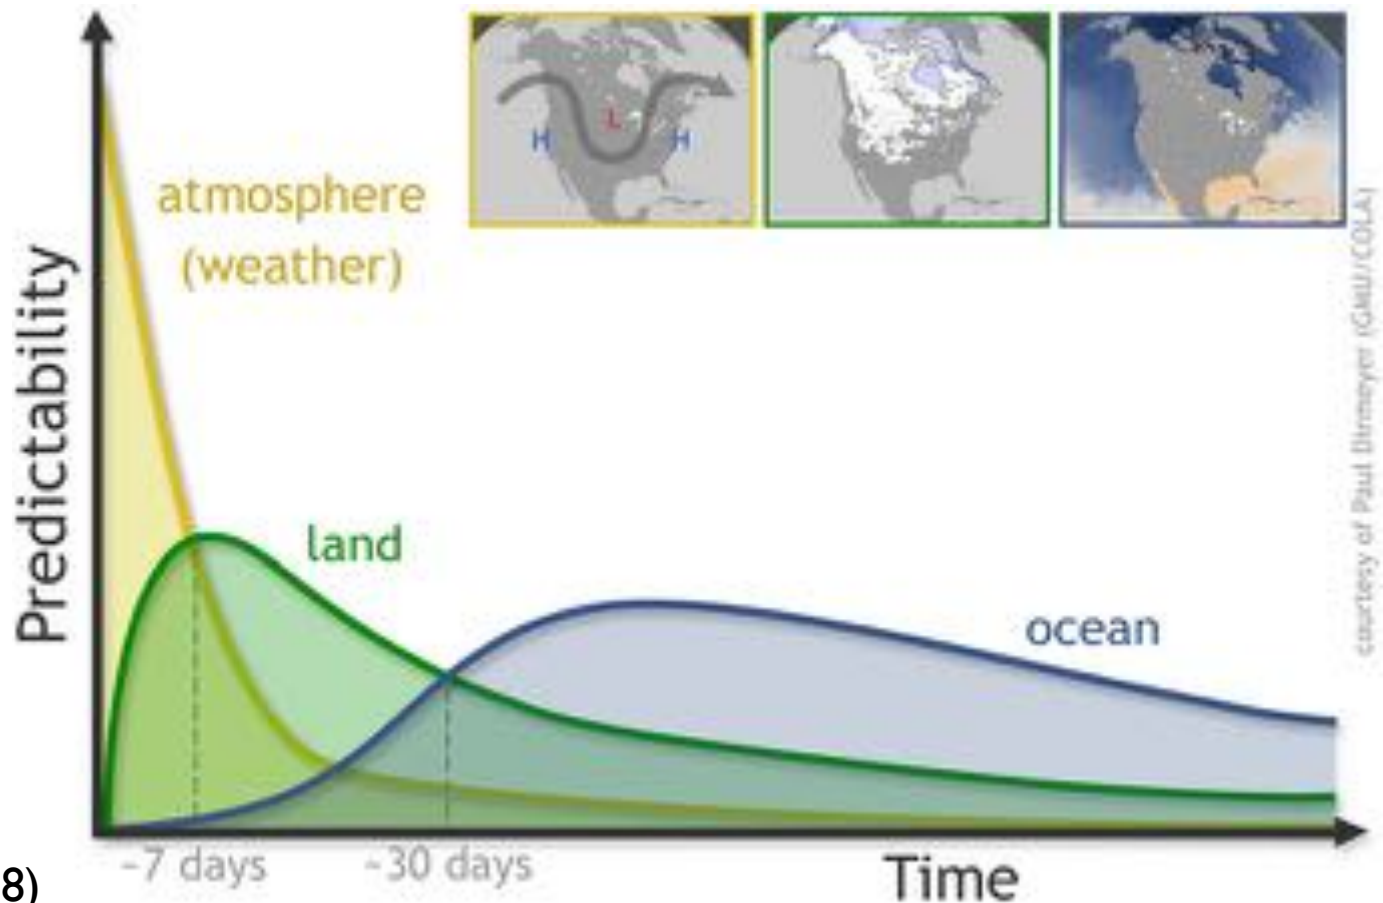 H
L
H
atmosphere
(weather)
Predictability
land
ocean
courtesy of Paul Dirmeyer (GMU/COLA)
~7 days
~30 days
Time
8)